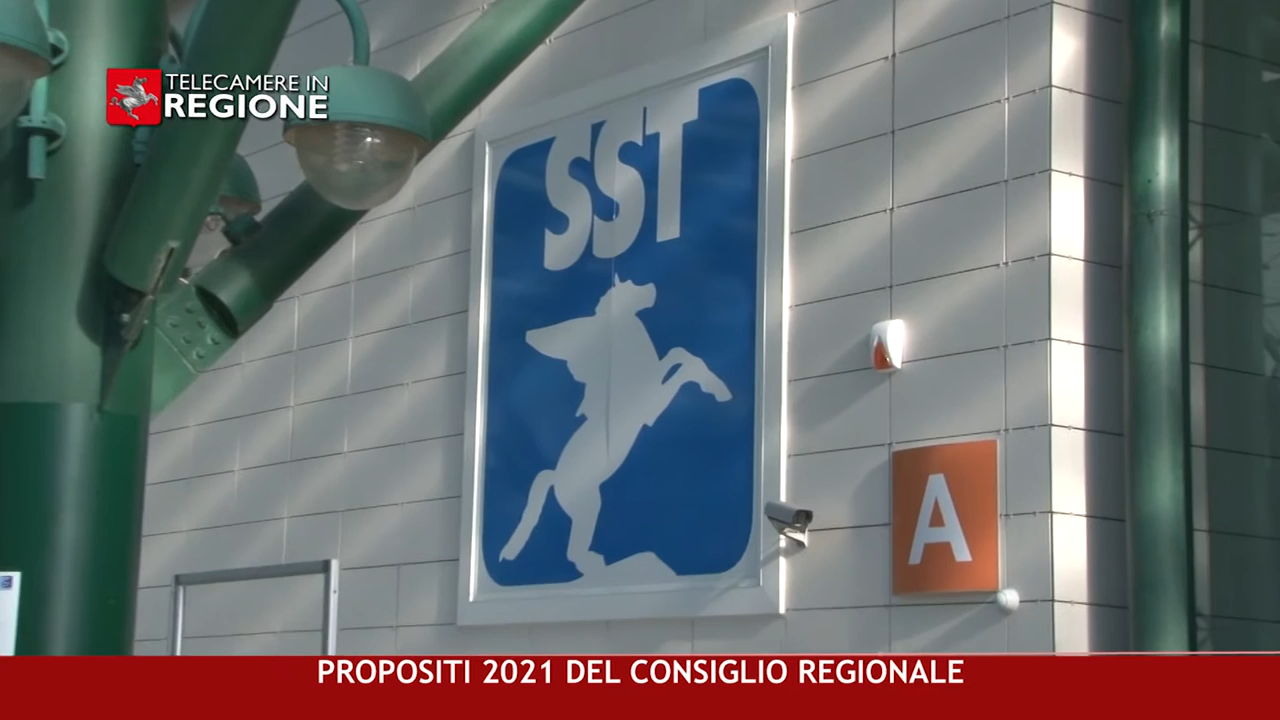 TELECAMERE IN
REGIONE
SST
A
PROPOSITI 2021 DEL CONSIGLIO REGIONALE